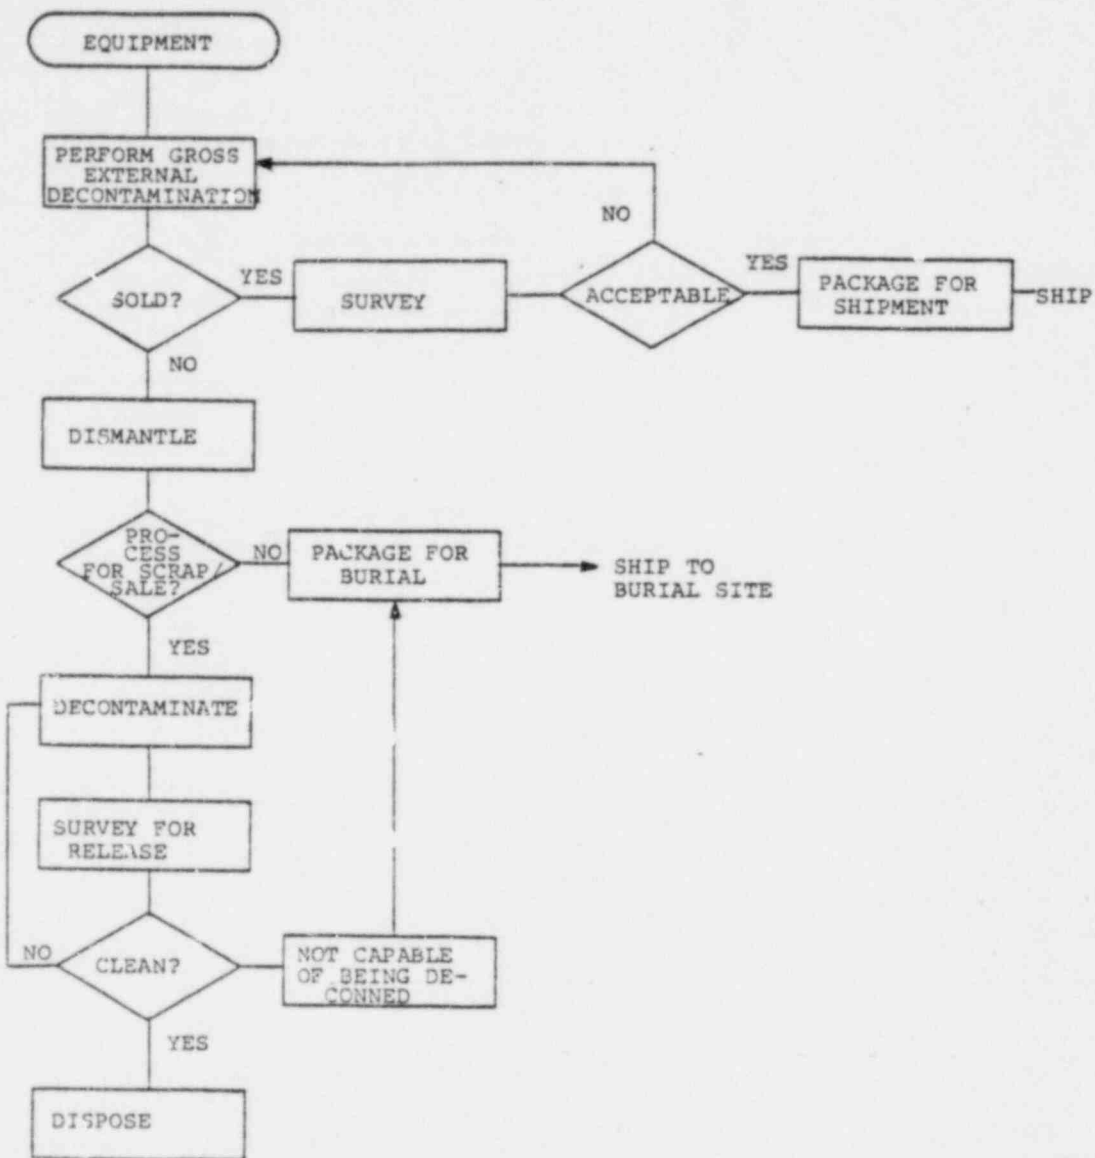 EQUIPMENT
PERFORM GROSS
EXTERNAL
DECONTAMINATION
NO
SOLD?
YES
SURVEY
ACCEPTABLE
YES
PACKAGE FOR
SHIPMENT
SHIP
NO
DISMANTLE
PRO-
CESS
FOR SCRAP/
SALE?
NO
PACKAGE FOR
BURIAL
SHIP TO
BURIAL SITE
YES
DECONTAMINATE
SURVEY FOR
RELEASE
NO
CLEAN?
NOT CAPABLE
OF BEING DE-
CONNED
YES
DISPOSE